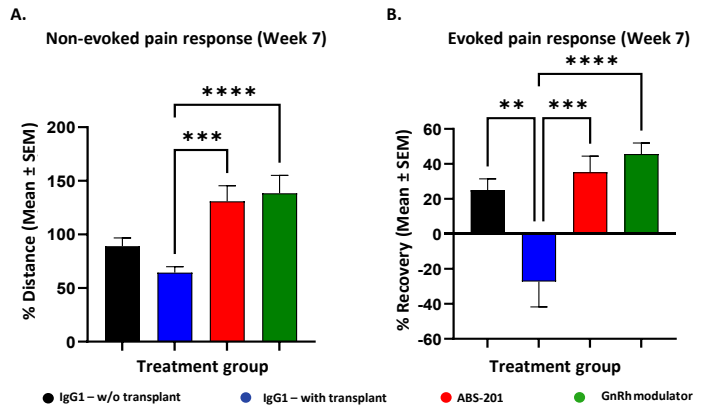 A.
Non-evoked pain response (Week 7)
% Distance (Mean ± SEM)
200
150
100
50
0
****
***
Treatment group
B.
Evoked pain response (Week 7)
% Recovery (Mean ± SEM)
60
40
20
0
-20
-40
-60
****
** ***
Treatment group
IgG1 – w/o transplant IgG1 – with transplant ABS-201 GnRh modulator